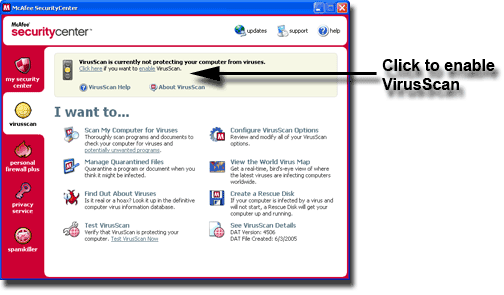 McAfee SecurityCenter
McAfee
securitycenter
updates
support
help
my security
center
virusscan
personal
firewall plus
privacy
service
spamkiller
VirusScan is currently not protecting your computer from viruses.
Click here if you want to enable VirusScan.
VirusScan Help
About VirusScan
I want to...
Scan My Computer for Viruses
Thoroughly scan programs and documents to
check your computer for viruses and
potentially unwanted programs.
Configure VirusScan Options
Review and modify all of your VirusScan
options.
Manage Quarantined Files
Quarantine a program or document when you
think it might be infected.
View the World Virus Map
Get a real-time, bird's-eye view of where
the latest viruses are infecting computers
worldwide.
Find Out About Viruses
Is it real or a hoax? Look it up in the definitive
computer virus information database.
Create a Rescue Disk
If your computer is infected by a virus and
will not start, a Rescue Disk will get your
computer up and running.
Test VirusScan
Verify that VirusScan is protecting your
computer. Test VirusScan Now
See VirusScan Details
DAT Version: 4506
DAT File Created: 6/3/2005
Click to enable
VirusScan